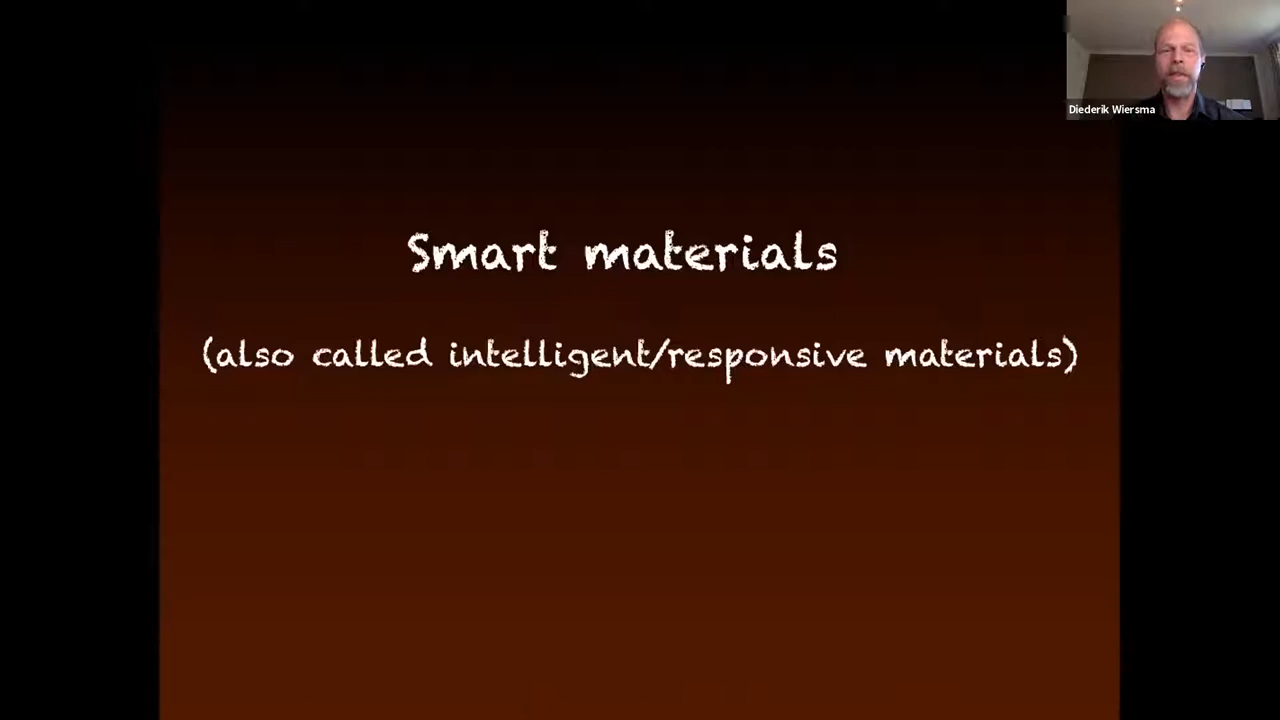 Diederik Wiersma
Smart materials
(also called intelligent/responsive materials)